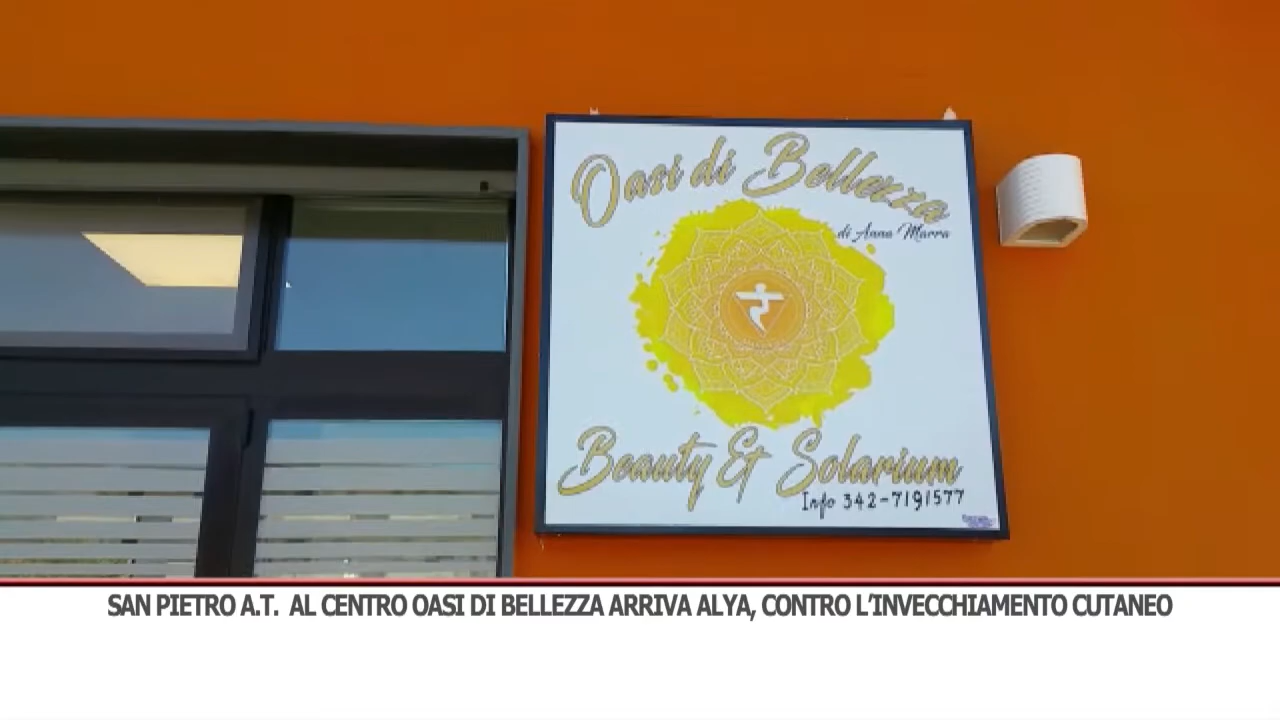 Oasi di Bellezza
di Anna Marra
Beauty & Solarium
Info 342-7191577
SAN PIETRO A.T. AL CENTRO OASI DI BELLEZZA ARRIVA ALYA, CONTRO L'INVECCHIAMENTO CUTANEO